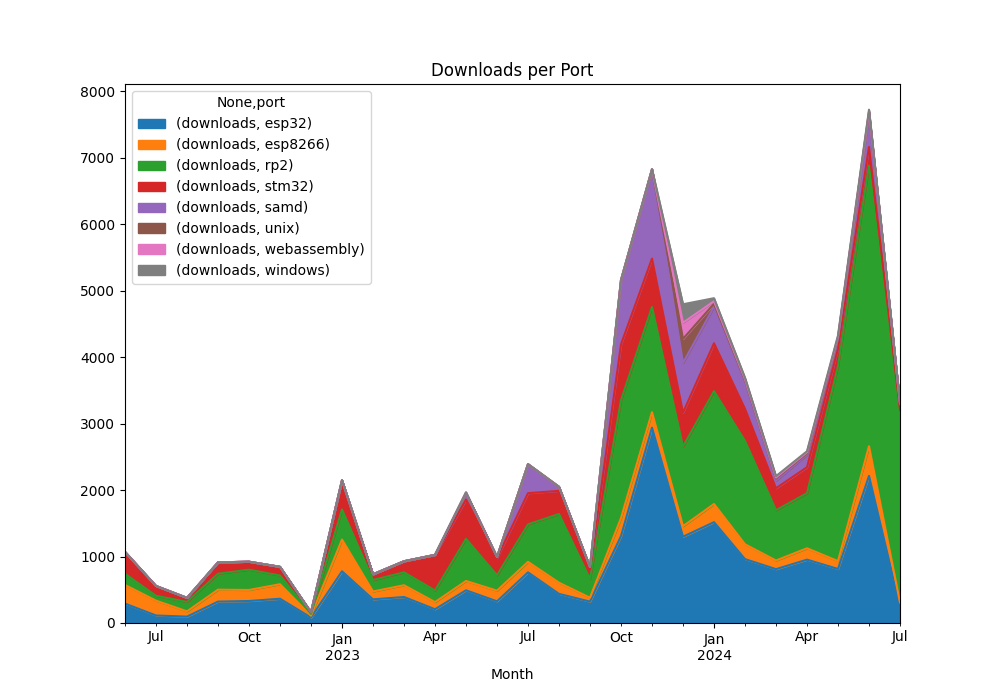 Downloads per Port
8000
7000
6000
5000
4000
3000
2000
1000
0
None,port
(downloads, esp32)
(downloads, esp8266)
(downloads, rp2)
(downloads, stm32)
(downloads, samd)
(downloads, unix)
(downloads, webassembly)
(downloads, windows)
Jul Oct Jan Apr Jul Oct Jan Apr Jul
2023 2024
Month